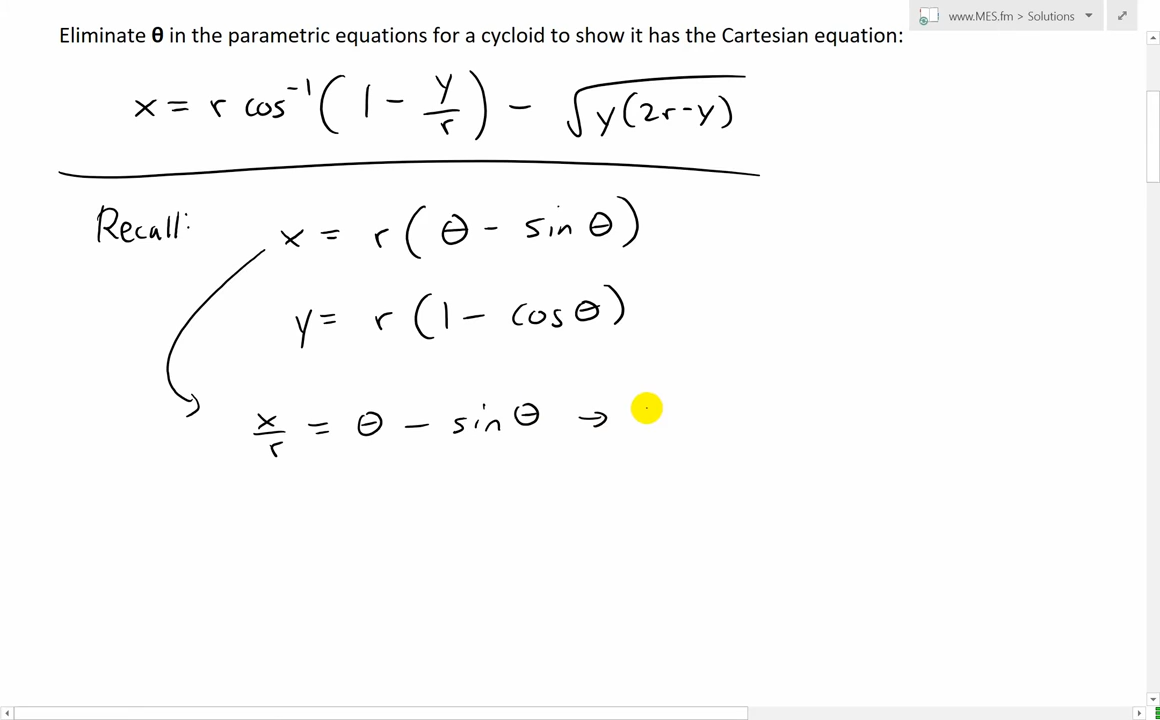 www.MES.fm > Solutions
Eliminate θ in the parametric equations for a cycloid to show it has the Cartesian equation:
x = r cos⁻¹(1 - y/r) - √(y(2r-y))
Recall: x = r(θ - sin θ)
y = r(1 - cos θ)
x/r = θ - sin θ →